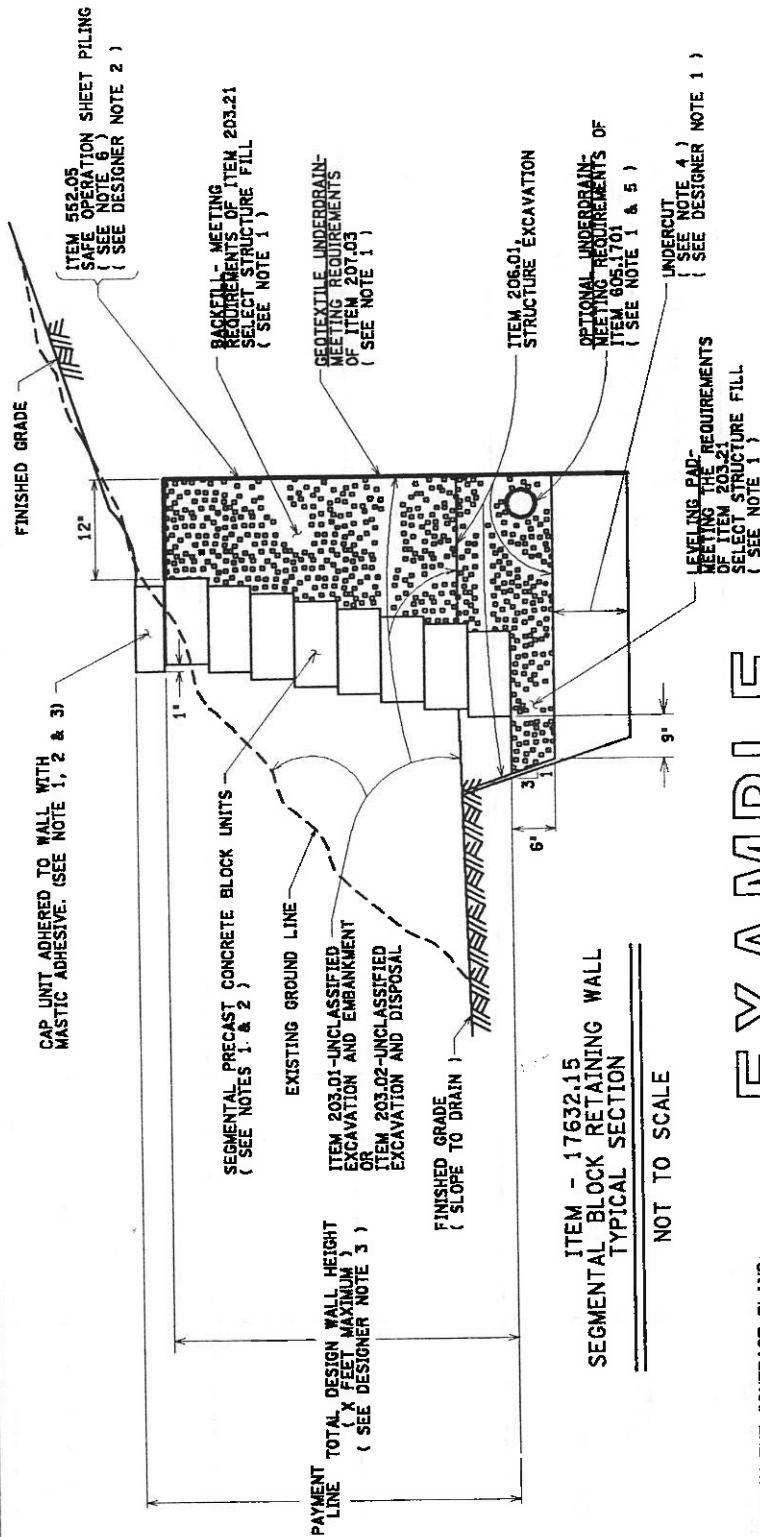 FINISHED GRADE
ITEM 552.05
SAFE OPERATION SHEET PILING
( SEE NOTE 6 )
( SEE DESIGNER NOTE 2 )
12"
CAP UNIT ADHERED TO WALL WITH
MASTIC ADHESIVE. (SEE NOTE 1, 2 & 3)
1"
BACKFILL - MEETING
REQUIREMENTS OF ITEM 203.21
SELECT STRUCTURE FILL
( SEE NOTE 1 )
GEOTEXTILE UNDERDRAIN-
MEETING REQUIREMENTS
OF ITEM 207.03
( SEE NOTE 1 )
SEGMENTAL PRECAST CONCRETE BLOCK UNITS
( SEE NOTES 1 & 2 )
EXISTING GROUND LINE
ITEM 203.01-UNCLASSIFIED
EXCAVATION AND EMBANKMENT
OR
ITEM 203.02-UNCLASSIFIED
EXCAVATION AND DISPOSAL
ITEM 206.01,
STRUCTURE EXCAVATION
OPTIONAL UNDERDRAIN-
MEETING REQUIREMENTS OF
ITEM 605.1701
( SEE NOTE 1 & 5 )
UNDERCUT
( SEE NOTE 4 )
( SEE DESIGNER NOTE 1 )
LEVELING PAD-
MEETING THE REQUIREMENTS
OF ITEM 203.21
SELECT STRUCTURE FILL
( SEE NOTE 1 )
FINISHED GRADE
( SLOPE TO DRAIN )
3
1
6"
9"
PAYMENT
LINE
TOTAL DESIGN WALL HEIGHT
( X FEET MAXIMUM )
( SEE DESIGNER NOTE 3 )
ITEM - 17632.15
SEGMENTAL BLOCK RETAINING WALL
TYPICAL SECTION
NOT TO SCALE
EXAMPLE
IN THE CONTRACT PLANS.